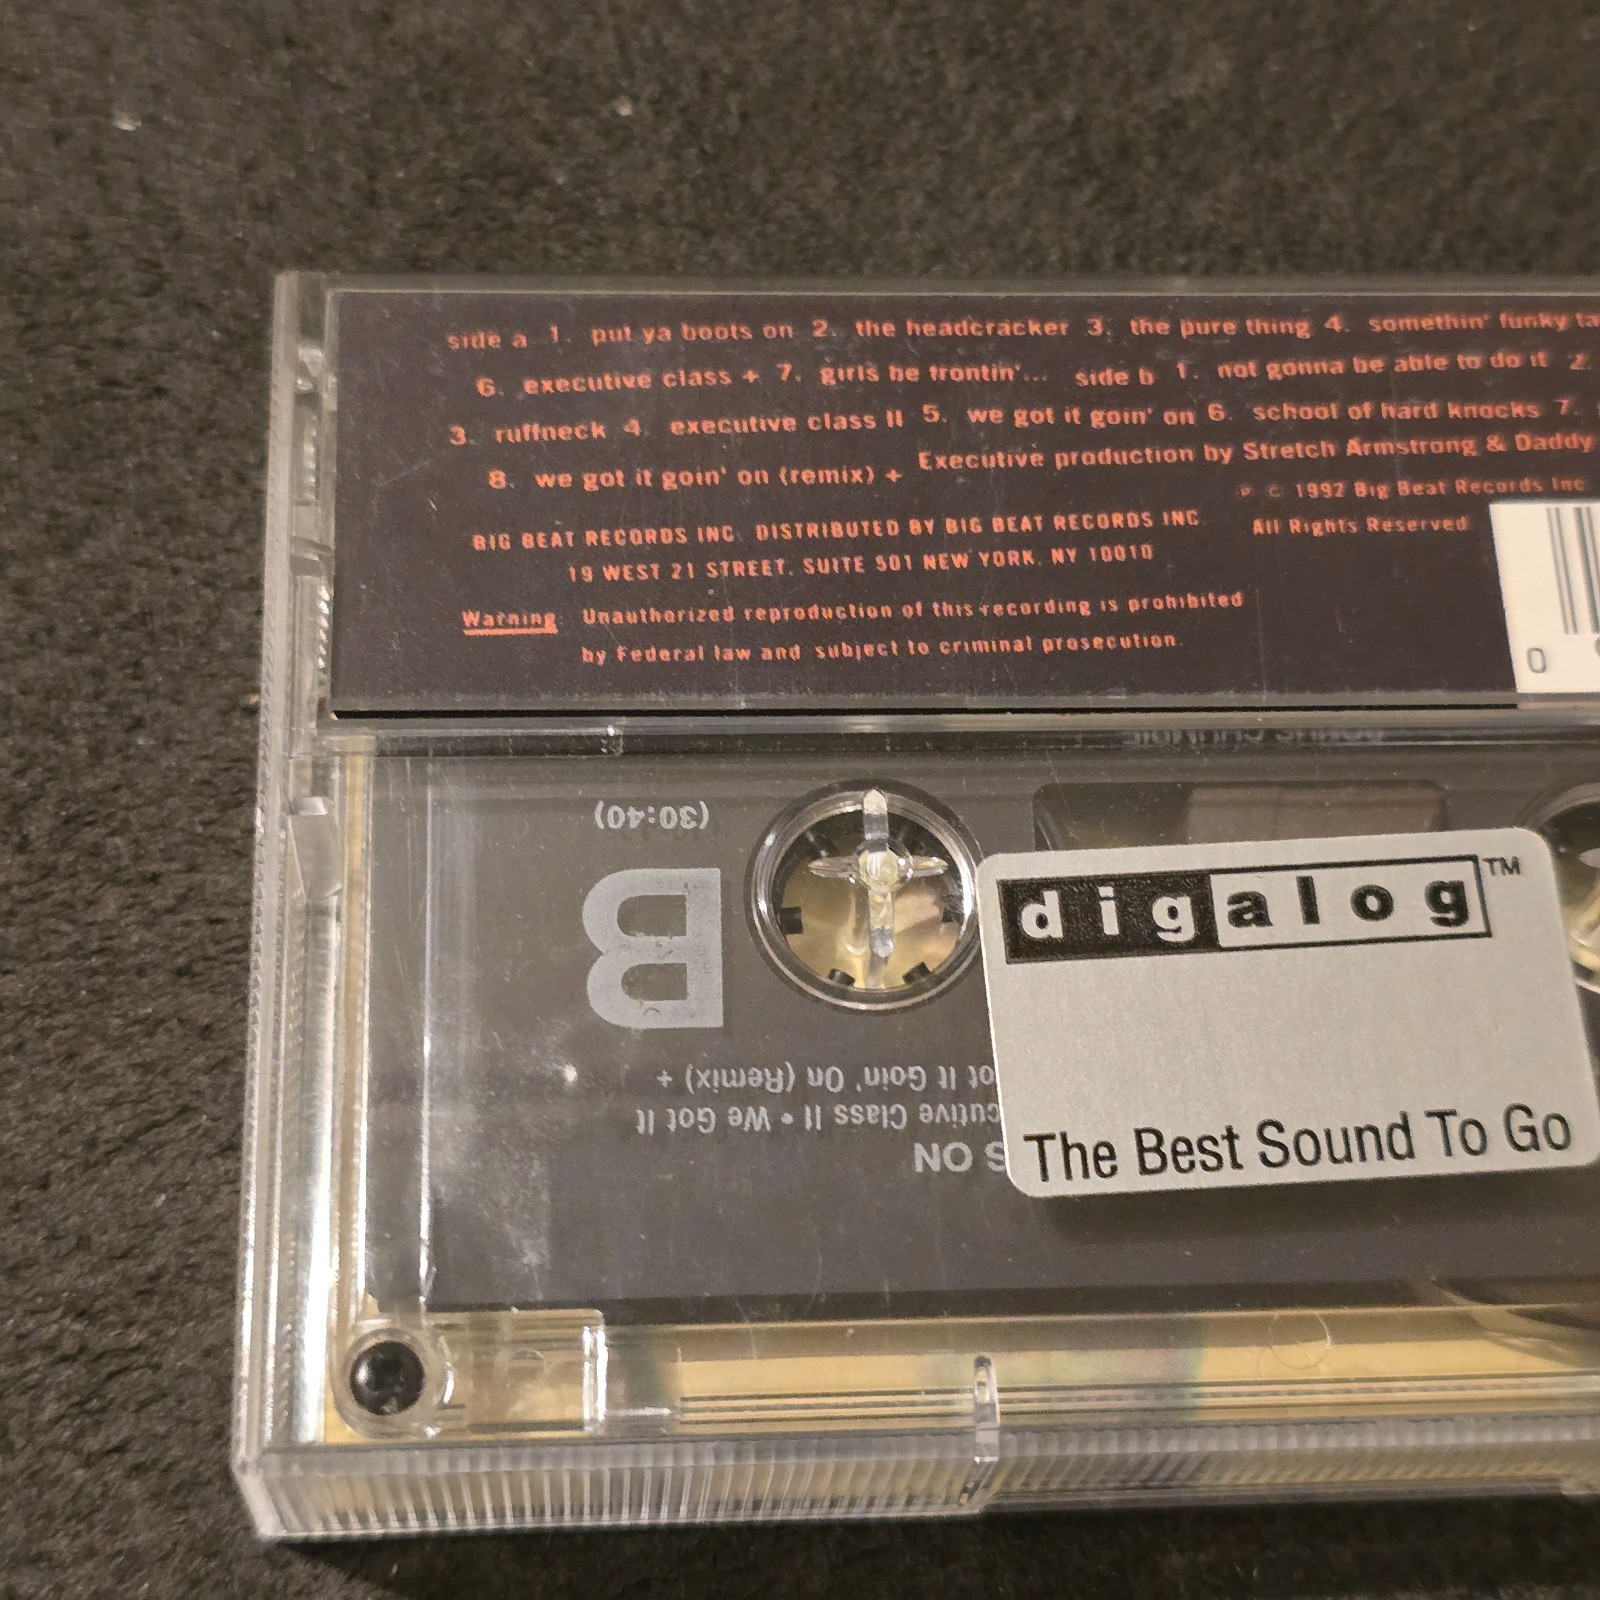 side a 1. put ya boots on 2. the headcracker 3. the pure thing 4. somethin' funky ta
6. executive class + 7. girls he frontin'... side b 1. not gonna be able to do it 2.
3. ruffneck 4. executive class II 5. we got it goin' on 6. school of hard knocks 7.
8. we got it goin' on (remix) + Executive production by Stretch Armstrong & Daddy
℗ © 1992 Big Beat Records Inc.
All Rights Reserved
BIG BEAT RECORDS INC. DISTRIBUTED BY BIG BEAT RECORDS INC.
19 WEST 21 STREET, SUITE 501 NEW YORK, NY 10010
Warning: Unauthorized reproduction of this recording is prohibited
by Federal law and subject to criminal prosecution.
0
(30:40)
B
ot It Goin' On (Remix) +
cutive Class II • We Got It
S ON
digalog™
The Best Sound To Go